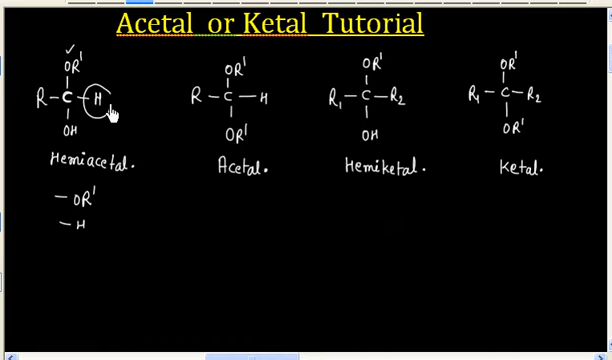 Acetal or Ketal Tutorial
OR' OR' OR' OR'
R – C – H R – C – H R₁ – C – R₂ R₁ – C – R₂
OH OR' OH OR'
Hemiacetal. Acetal. Hemiketal. Ketal.
– OR'
– H